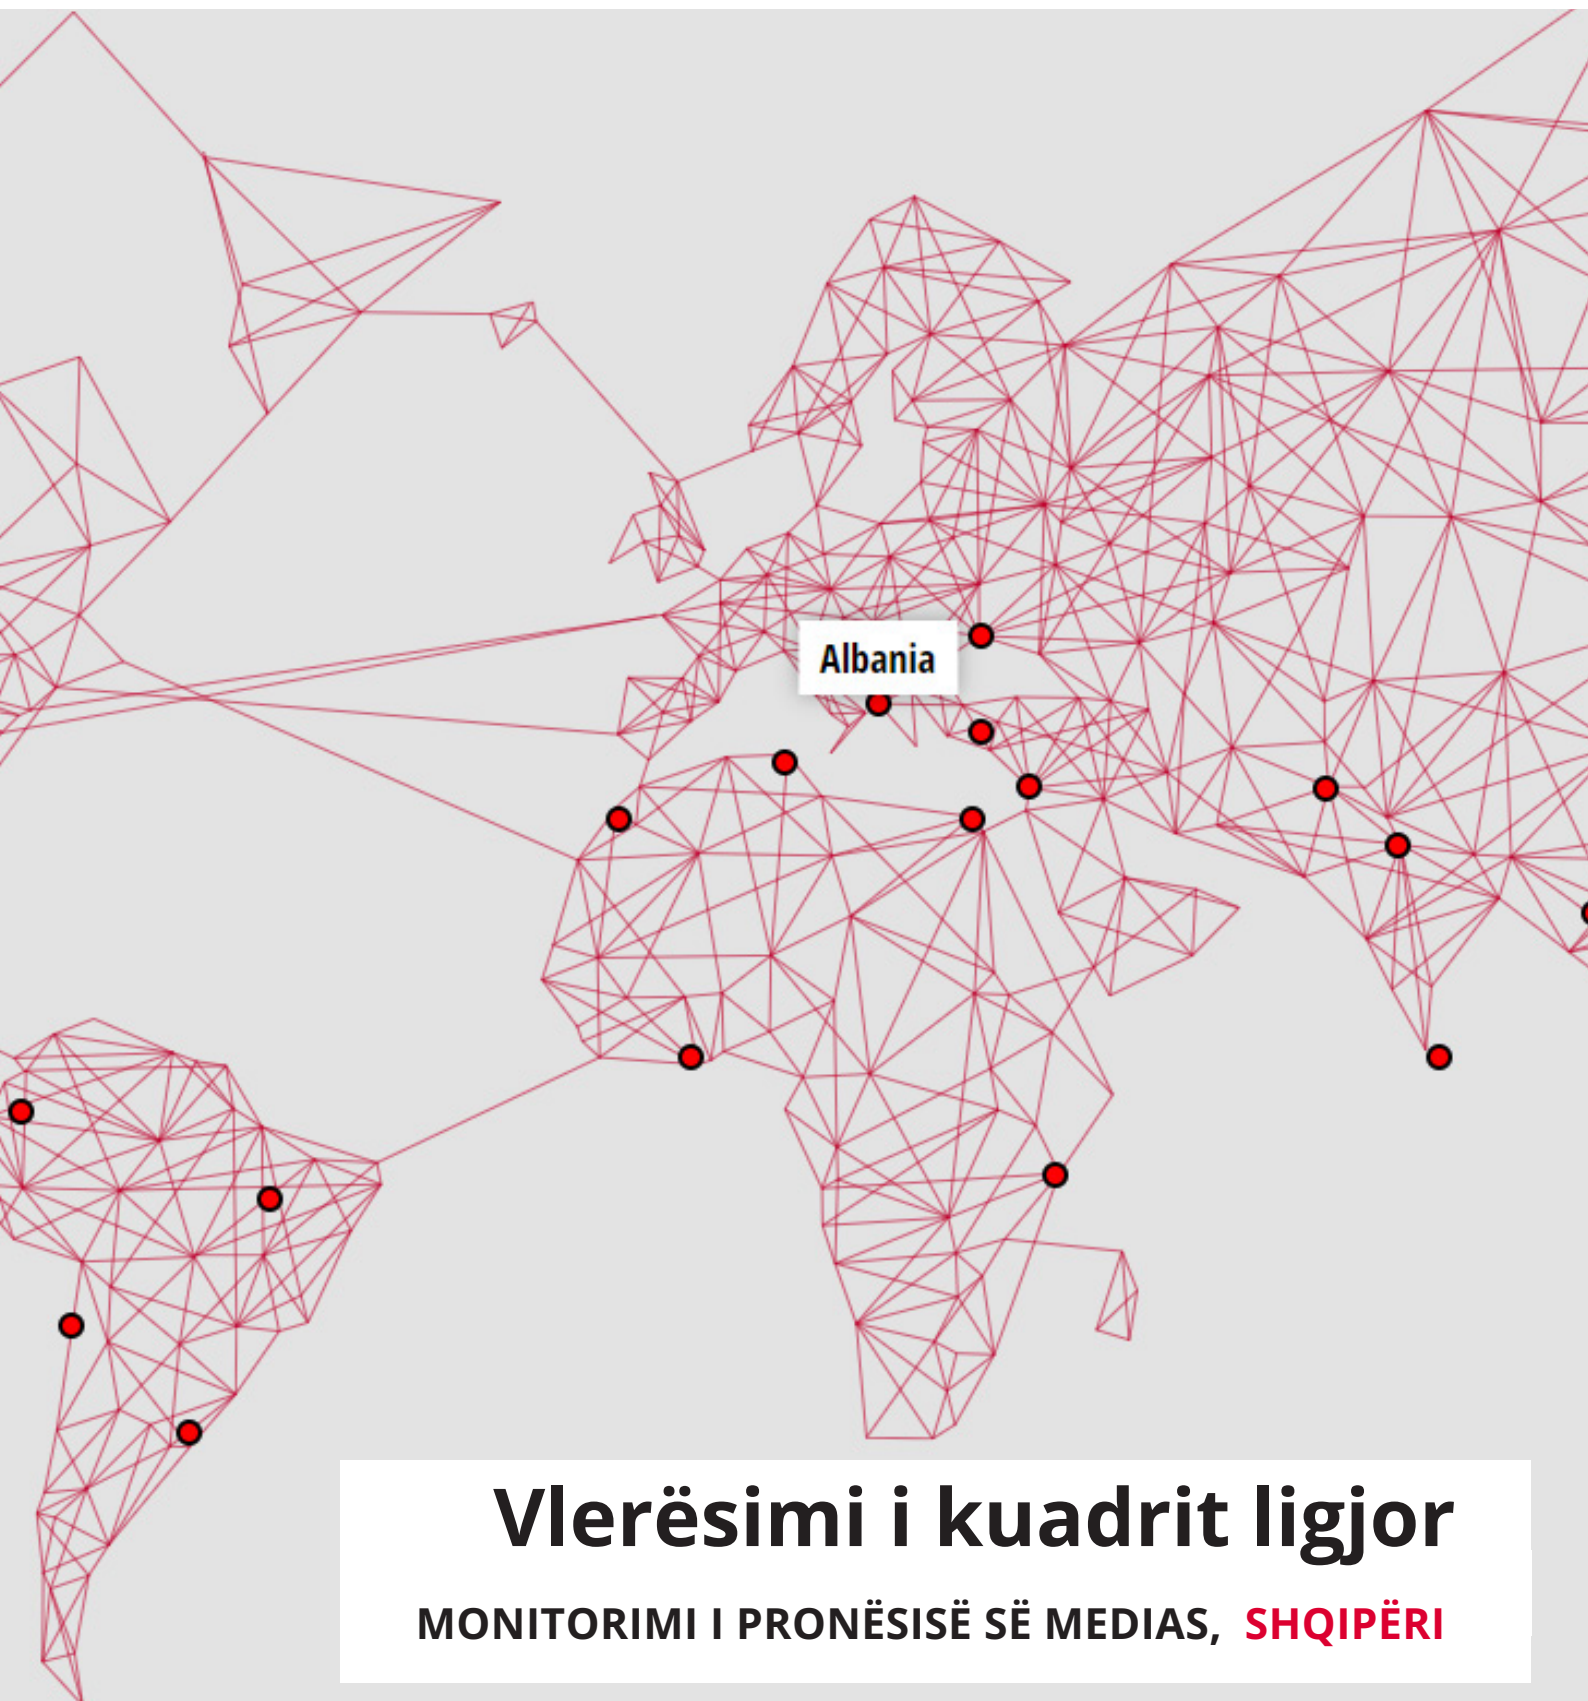 Albania
Vlerësimi i kuadrit ligjor
MONITORIMI I PRONËSISË SË MEDIAS, SHQIPËRI